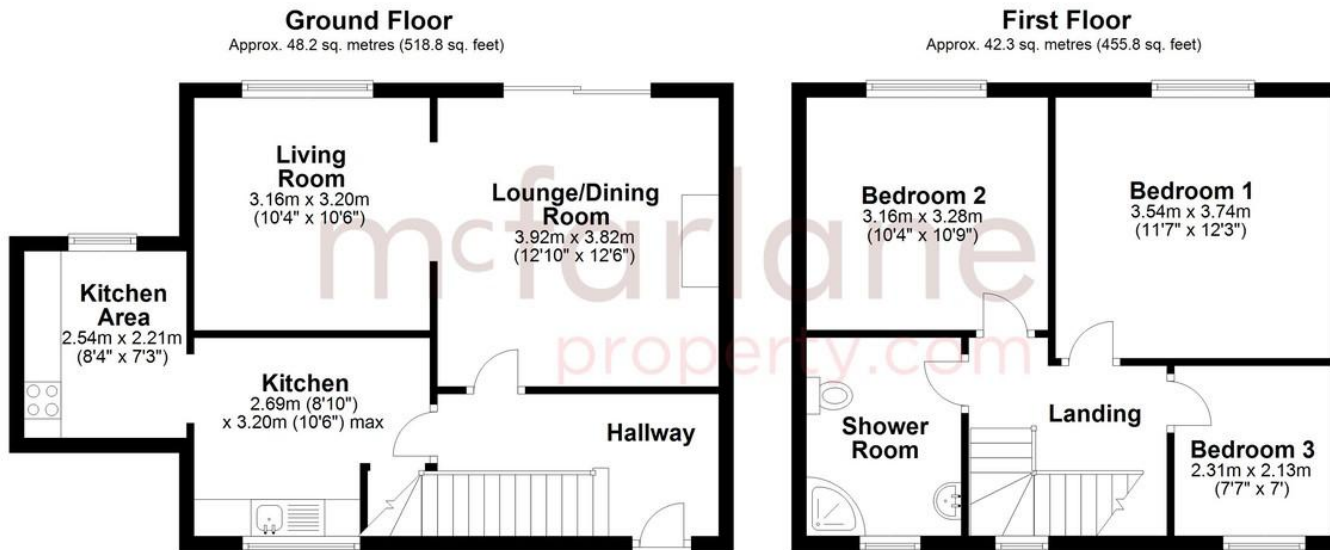 Ground Floor
Approx. 48.2 sq. metres (518.8 sq. feet)
Living
Room
3.16m x 3.20m
(10'4" x 10'6")
Lounge/Dining
Room
3.92m x 3.82m
(12'10" x 12'6")
Kitchen
Area
2.54m x 2.21m
(8'4" x 7'3")
Kitchen
2.69m (8'10")
x 3.20m (10'6") max
Hallway
First Floor
Approx. 42.3 sq. metres (455.8 sq. feet)
Bedroom 2
3.16m x 3.28m
(10'4" x 10'9")
Bedroom 1
3.54m x 3.74m
(11'7" x 12'3")
Shower
Room
Landing
Bedroom 3
2.31m x 2.13m
(7'7" x 7')
mcfarlane
property.com